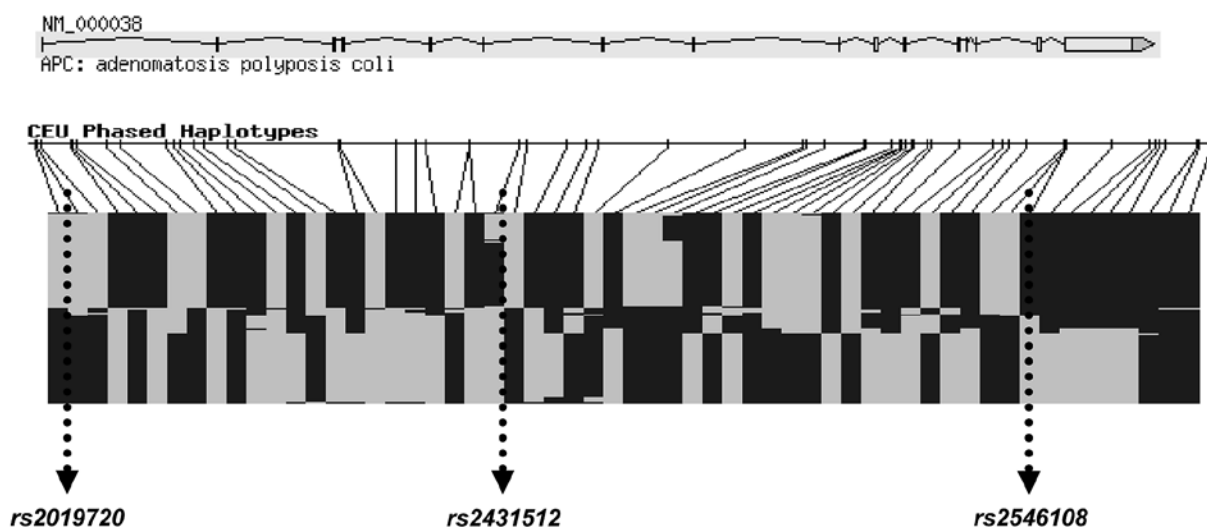 NM_000038
APC: adenomatosis polyposis coli
CEU Phased Haplotypes
rs2019720 rs2431512 rs2546108